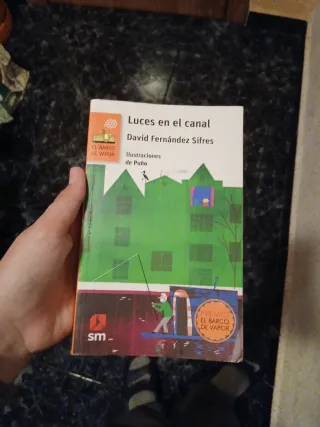 Luces en el canal
David Fernández Sifres
Ilustraciones
de Puño
EL BARCO
DE VAPOR
PREMIO
EL BARCO
DE VAPOR
sm